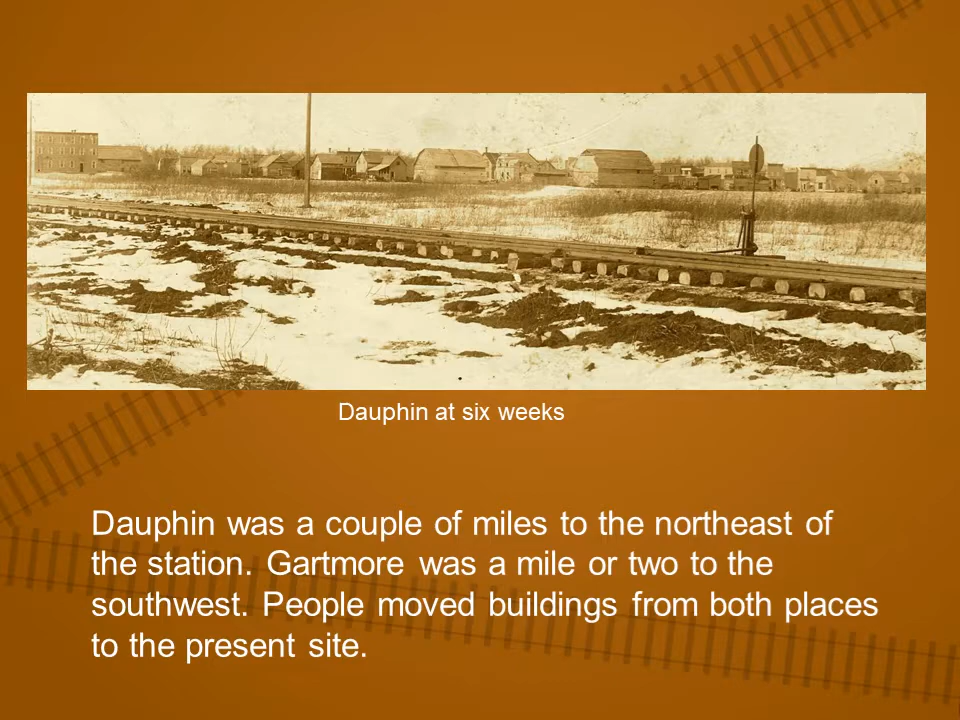 Dauphin at six weeks
Dauphin was a couple of miles to the northeast of
the station. Gartmore was a mile or two to the
southwest. People moved buildings from both places
to the present site.